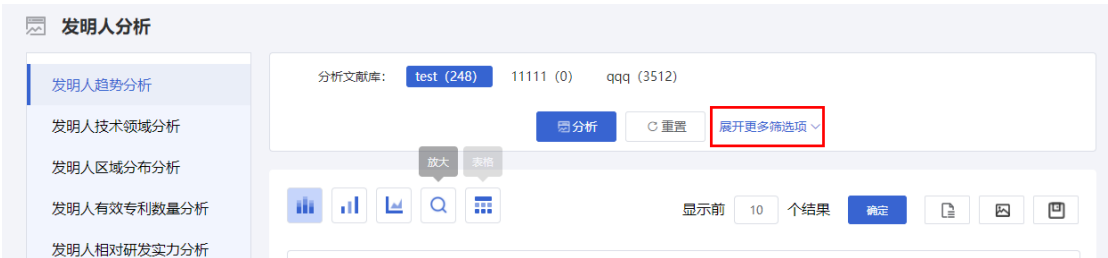 发明人分析
发明人趋势分析
发明人技术领域分析
发明人区域分布分析
发明人有效专利数量分析
发明人相对研发实力分析
分析文献库: test (248) 11111 (0) qqq (3512)
分析 重置 展开更多筛选项
放大 表格
显示前 10 个结果 确定